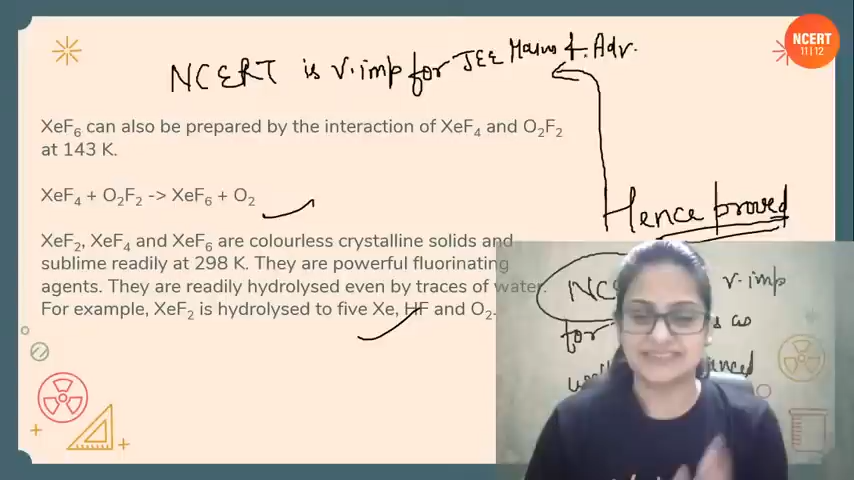 NCERT
11|12
NCERT is v.imp for JEE Mains & Adv.
XeF₆ can also be prepared by the interaction of XeF₄ and O₂F₂
at 143 K.
XeF₄ + O₂F₂ -> XeF₆ + O₂
Hence proved
XeF₂, XeF₄ and XeF₆ are colourless crystalline solids and
sublime readily at 298 K. They are powerful fluorinating
agents. They are readily hydrolysed even by traces of water.
For example, XeF₂ is hydrolysed to five Xe, HF and O₂.
v.imp
for as